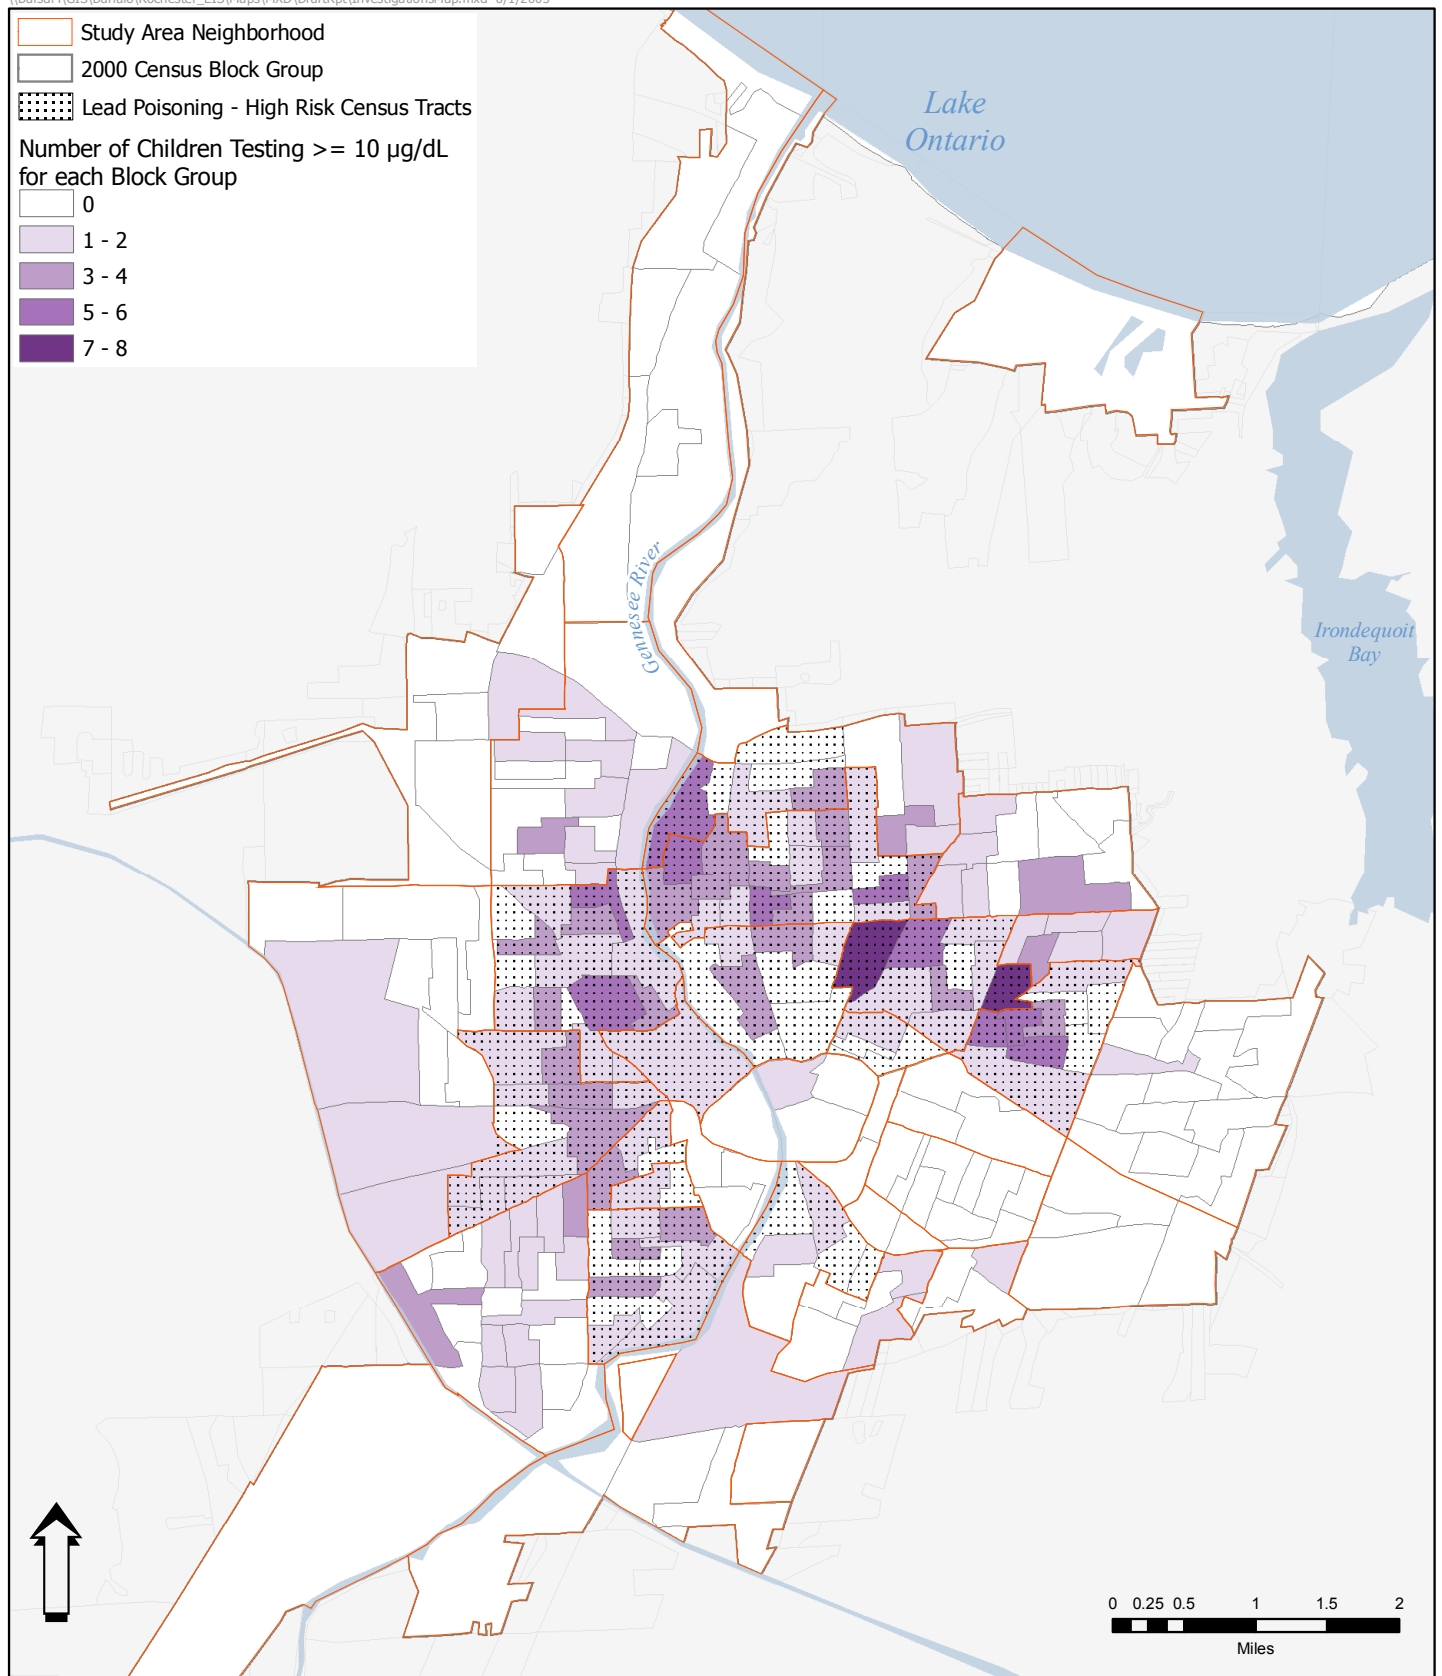 Study Area Neighborhood
2000 Census Block Group
Lead Poisoning - High Risk Census Tracts
Number of Children Testing >= 10 µg/dL
for each Block Group
0
1 - 2
3 - 4
5 - 6
7 - 8
Lake
Ontario
Gennesee River
Irondequoit
Bay
0 0.25 0.5 1 1.5 2
Miles